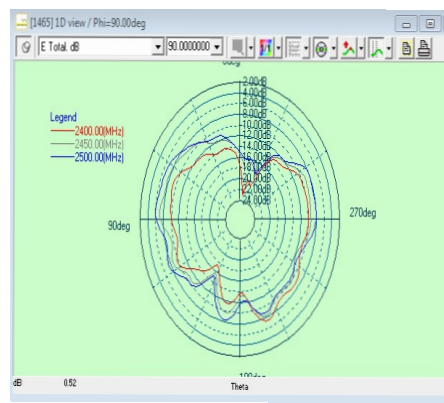 [1465] 1D view / Phi=90.00deg
E Total. dB
90.0000000
0deg
2.00dB
4.00dB
6.00dB
8.00dB
10.00dB
12.00dB
14.00dB
16.00dB
18.00dB
20.00dB
22.00dB
24.00dB
Legend
2400.00(MHz)
2450.00(MHz)
2500.00(MHz)
90deg
270deg
180deg
dB
0.52
Theta